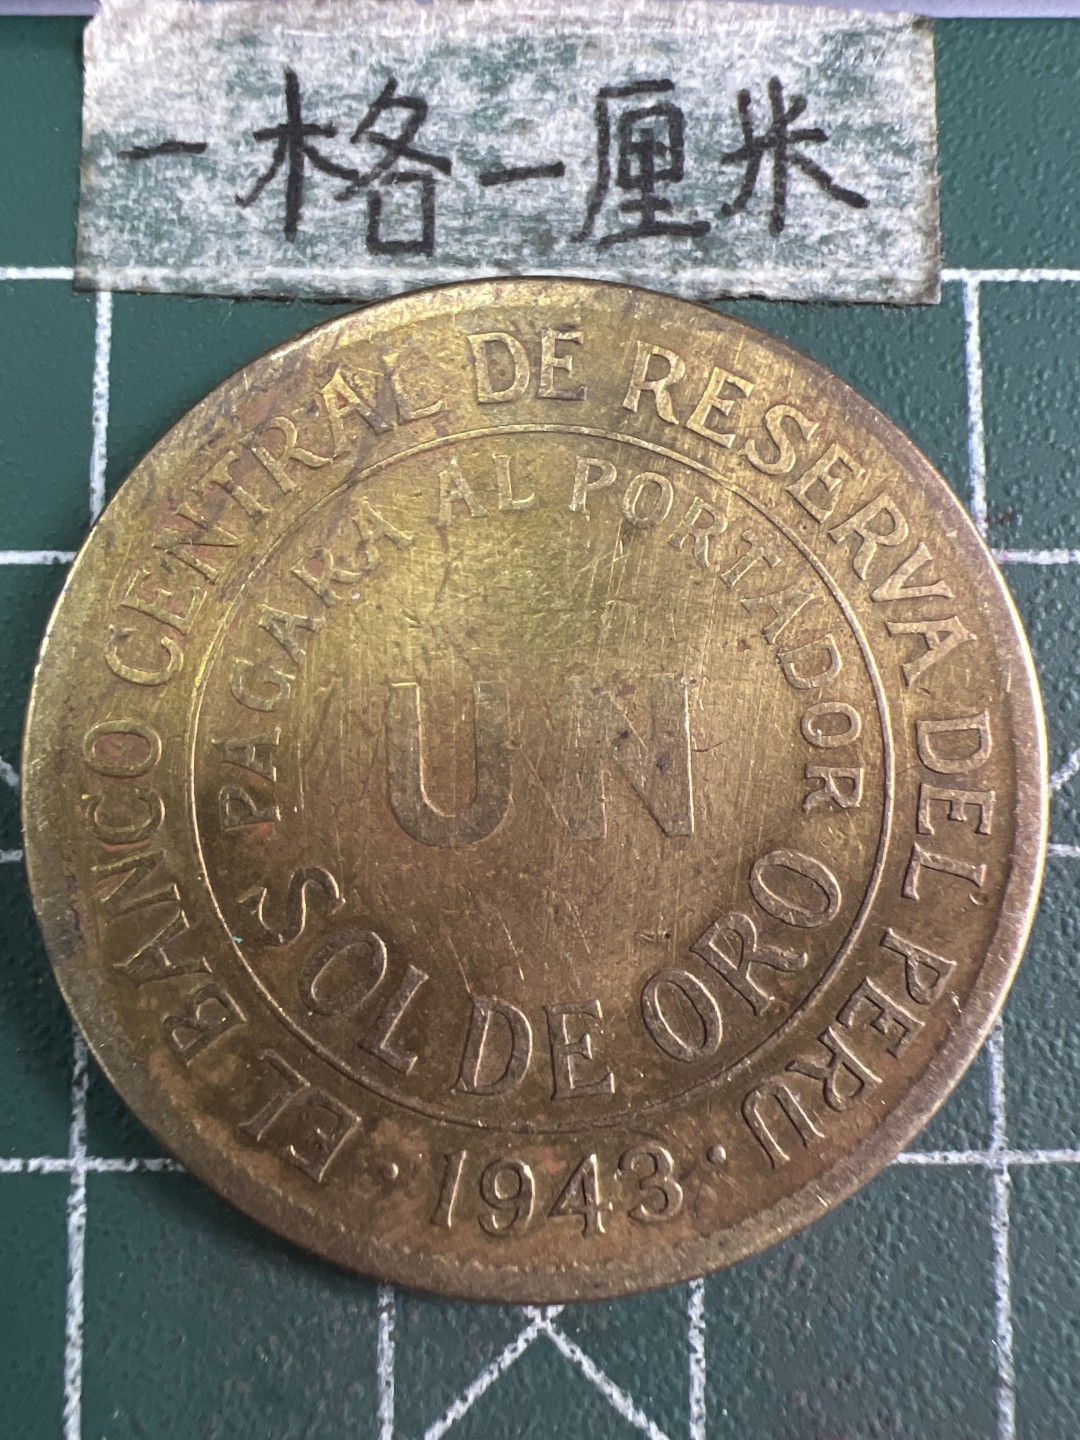 一格一厘米
EL BANCO CENTRAL DE RESERVA DEL PERU
PAGARA AL PORTADOR
UN
SOL DE ORO
·1943·